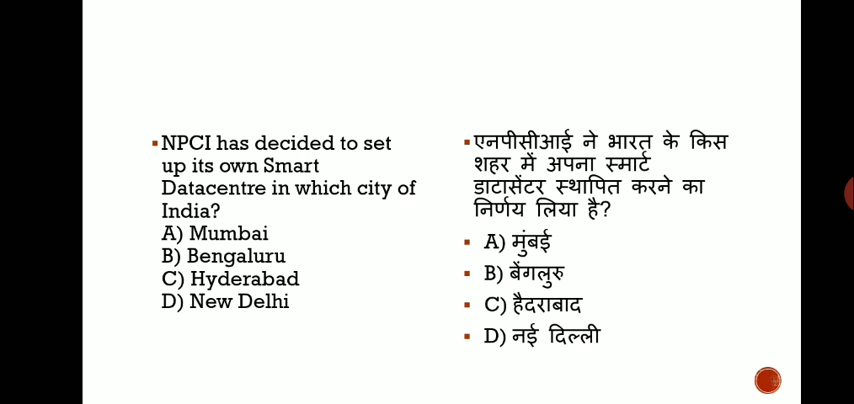 ▪NPCI has decided to set
up its own Smart
Datacentre in which city of
India?
A) Mumbai
B) Bengaluru
C) Hyderabad
D) New Delhi
▪एनपीसीआई ने भारत के किस
शहर में अपना स्मार्ट
डाटासेंटर स्थापित करने का
निर्णय लिया है?
▪ A) मुंबई
▪ B) बेंगलुरु
▪ C) हैदराबाद
▪ D) नई दिल्ली